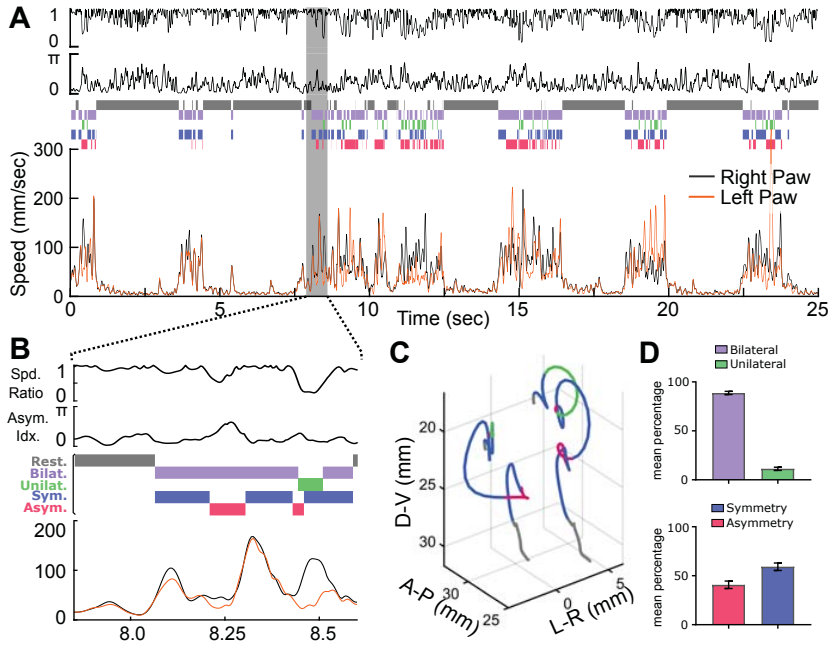 A
1
0
π
300
200
100
0
Speed (mm/sec)
Right Paw
Left Paw
0
5
10
15
20
25
Time (sec)
B
Spd.
Ratio
1
0
Asym.
Idx.
π
0
Rest.
Bilat.
Unilat.
Sym.
Asym.
200
100
0
8.0
8.25
8.5
C
D-V (mm)
20
25
30
A-P (mm)
30
25
L-R (mm)
0
5
D
Bilateral
Unilateral
mean percentage
100
50
0
Symmetry
Asymmetry
mean percentage
100
50
0